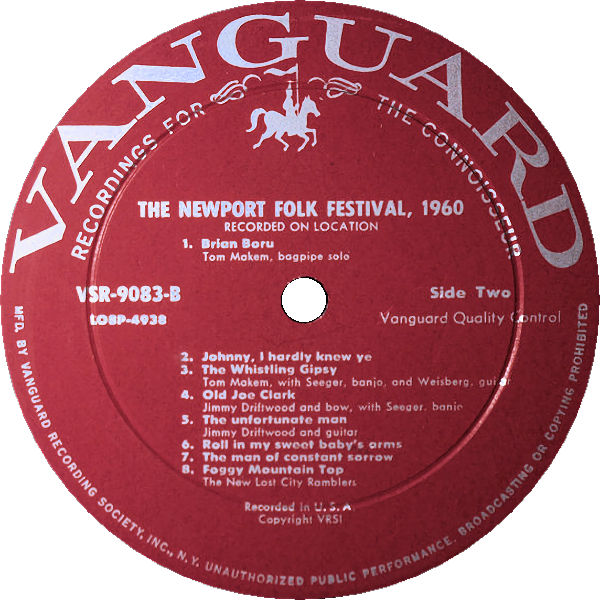 VANGUARD
RECORDINGS FOR THE CONNOISSEUR
THE NEWPORT FOLK FESTIVAL, 1960
RECORDED ON LOCATION
1. Brian Boru
Tom Makem, bagpipe solo
VSR-9083-B
Side Two
LO8P-4938
Vanguard Quality Control
2. Johnny, I hardly knew ye
3. The Whistling Gipsy
Tom Makem, with Seeger, banjo, and Weisberg, guitar
4. Old Joe Clark
Jimmy Driftwood and bow, with Seeger, banjo
5. The unfortunate man
Jimmy Driftwood and guitar
6. Roll in my sweet baby's arms
7. The man of constant sorrow
8. Foggy Mountain Top
The New Lost City Ramblers
Recorded in U. S. A
Copyright VRSI
MFD. BY VANGUARD RECORDING SOCIETY, INC., N. Y. UNAUTHORIZED PUBLIC PERFORMANCE, BROADCASTING OR COPYING PROHIBITED